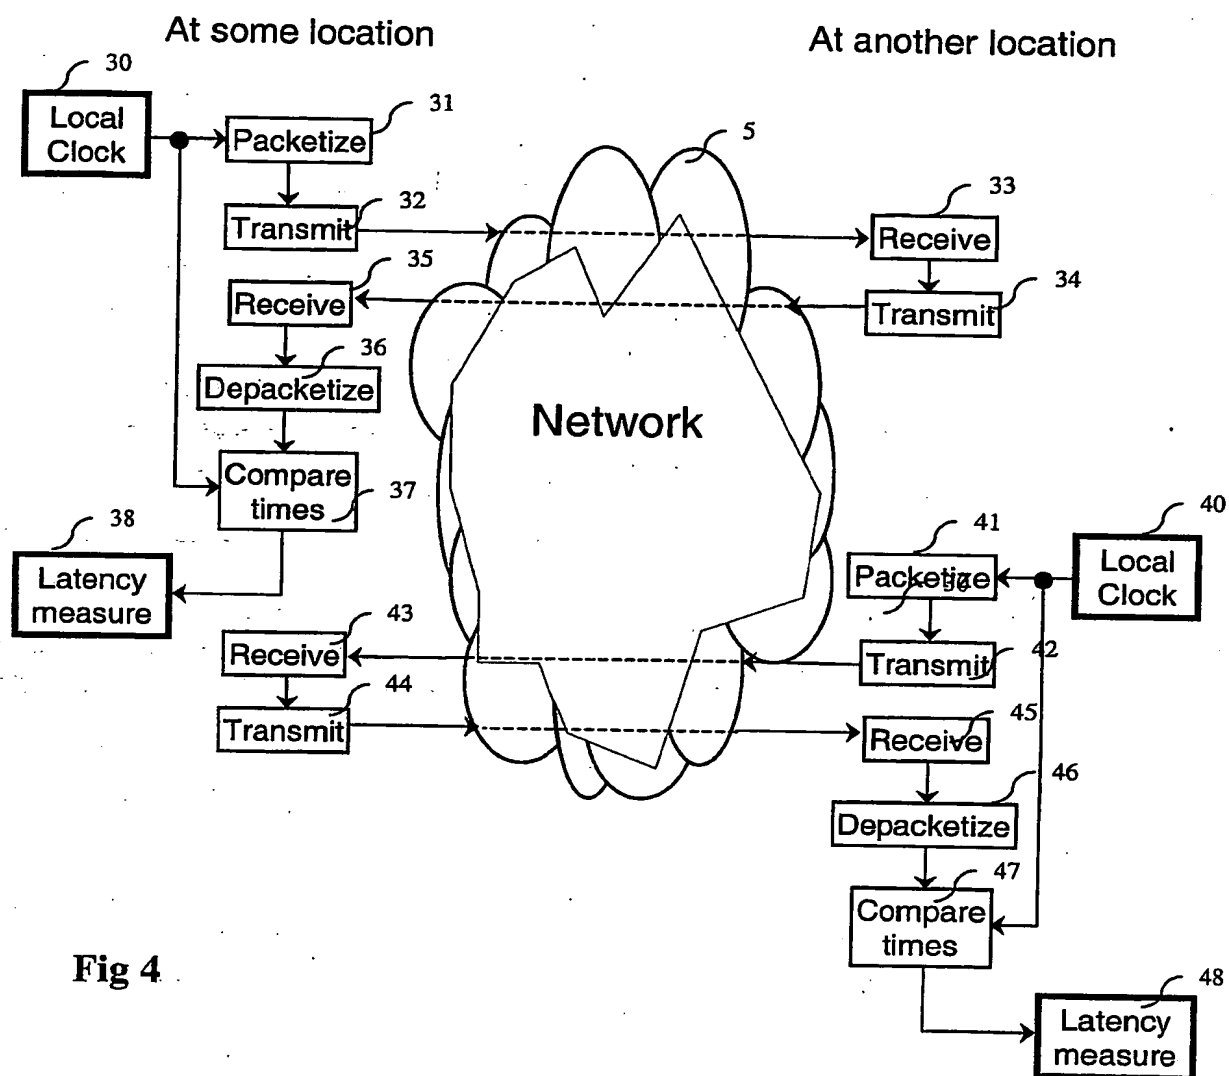 At some location
At another location
30
Local
Clock
31
Packetize
32
Transmit
5
33
Receive
34
Transmit
35
Receive
36
Depacketize
Compare
times
37
38
Latency
measure
Network
40
Local
Clock
41
Packetize
Transmit
42
43
Receive
44
Transmit
45
Receive
46
Depacketize
47
Compare
times
48
Latency
measure
Fig 4